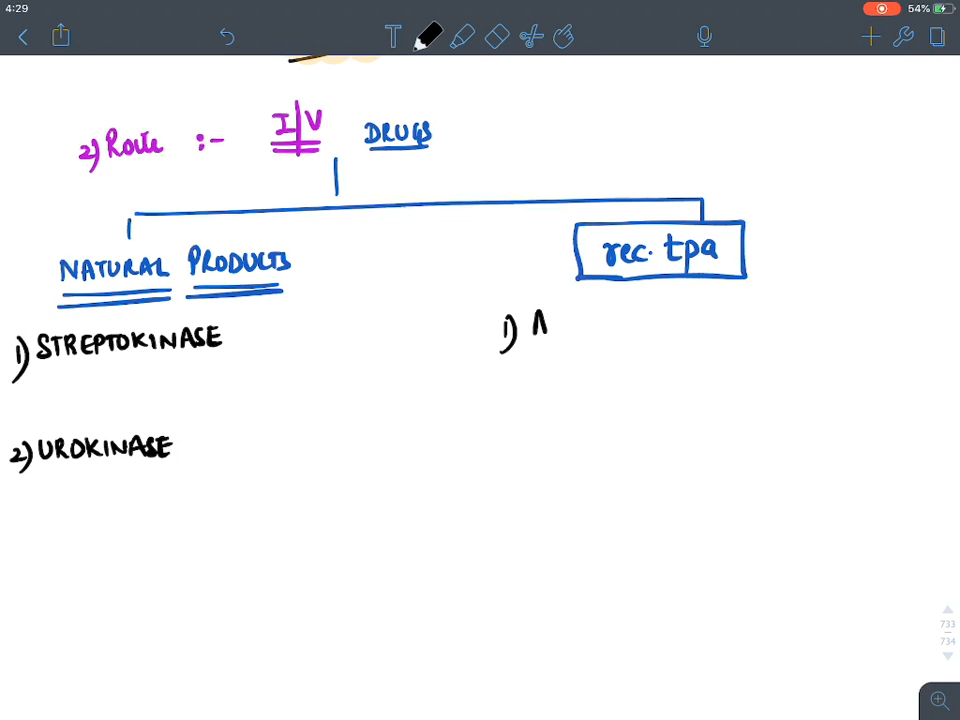 4:29
54%
T
2) Route :- I|V DRUGS
NATURAL PRODUCTS
rec. tpa
1) STREPTOKINASE
1)
2) UROKINASE
733
734